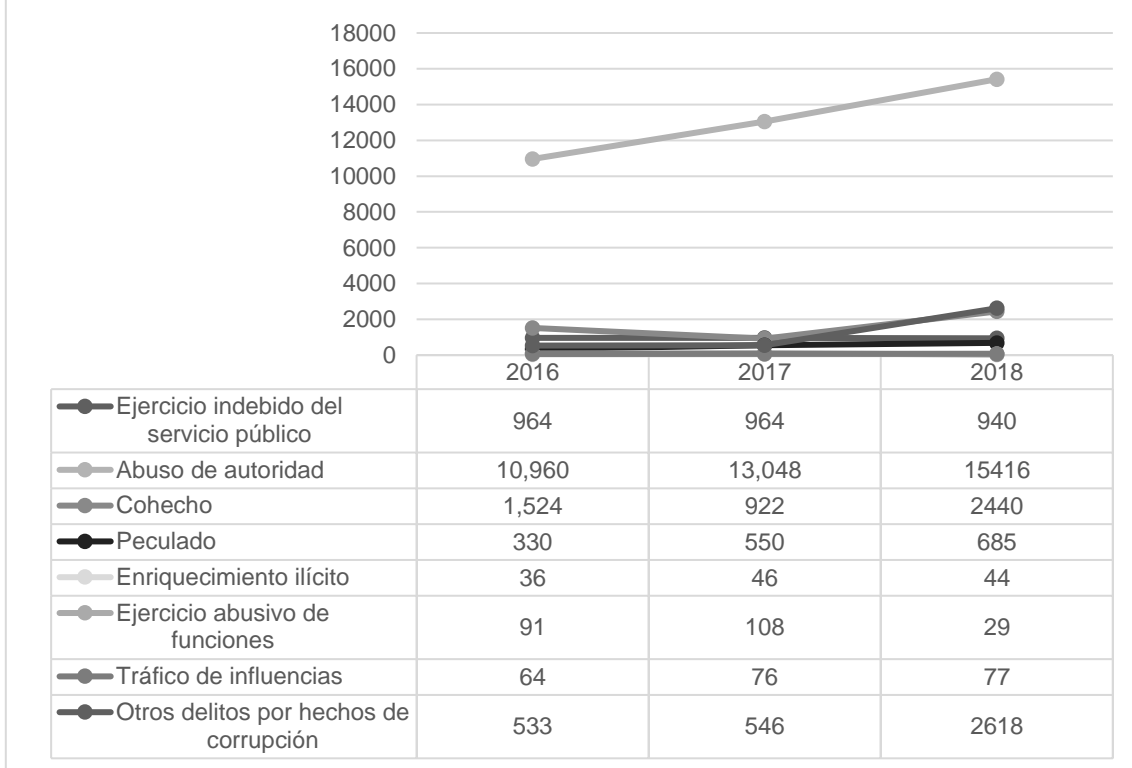 18000
16000
14000
12000
10000
8000
6000
4000
2000
0
2016 2017 2018
Ejercicio indebido del
servicio público 964 964 940
Abuso de autoridad 10,960 13,048 15416
Cohecho 1,524 922 2440
Peculado 330 550 685
Enriquecimiento ilícito 36 46 44
Ejercicio abusivo de
funciones 91 108 29
Tráfico de influencias 64 76 77
Otros delitos por hechos de
corrupción 533 546 2618